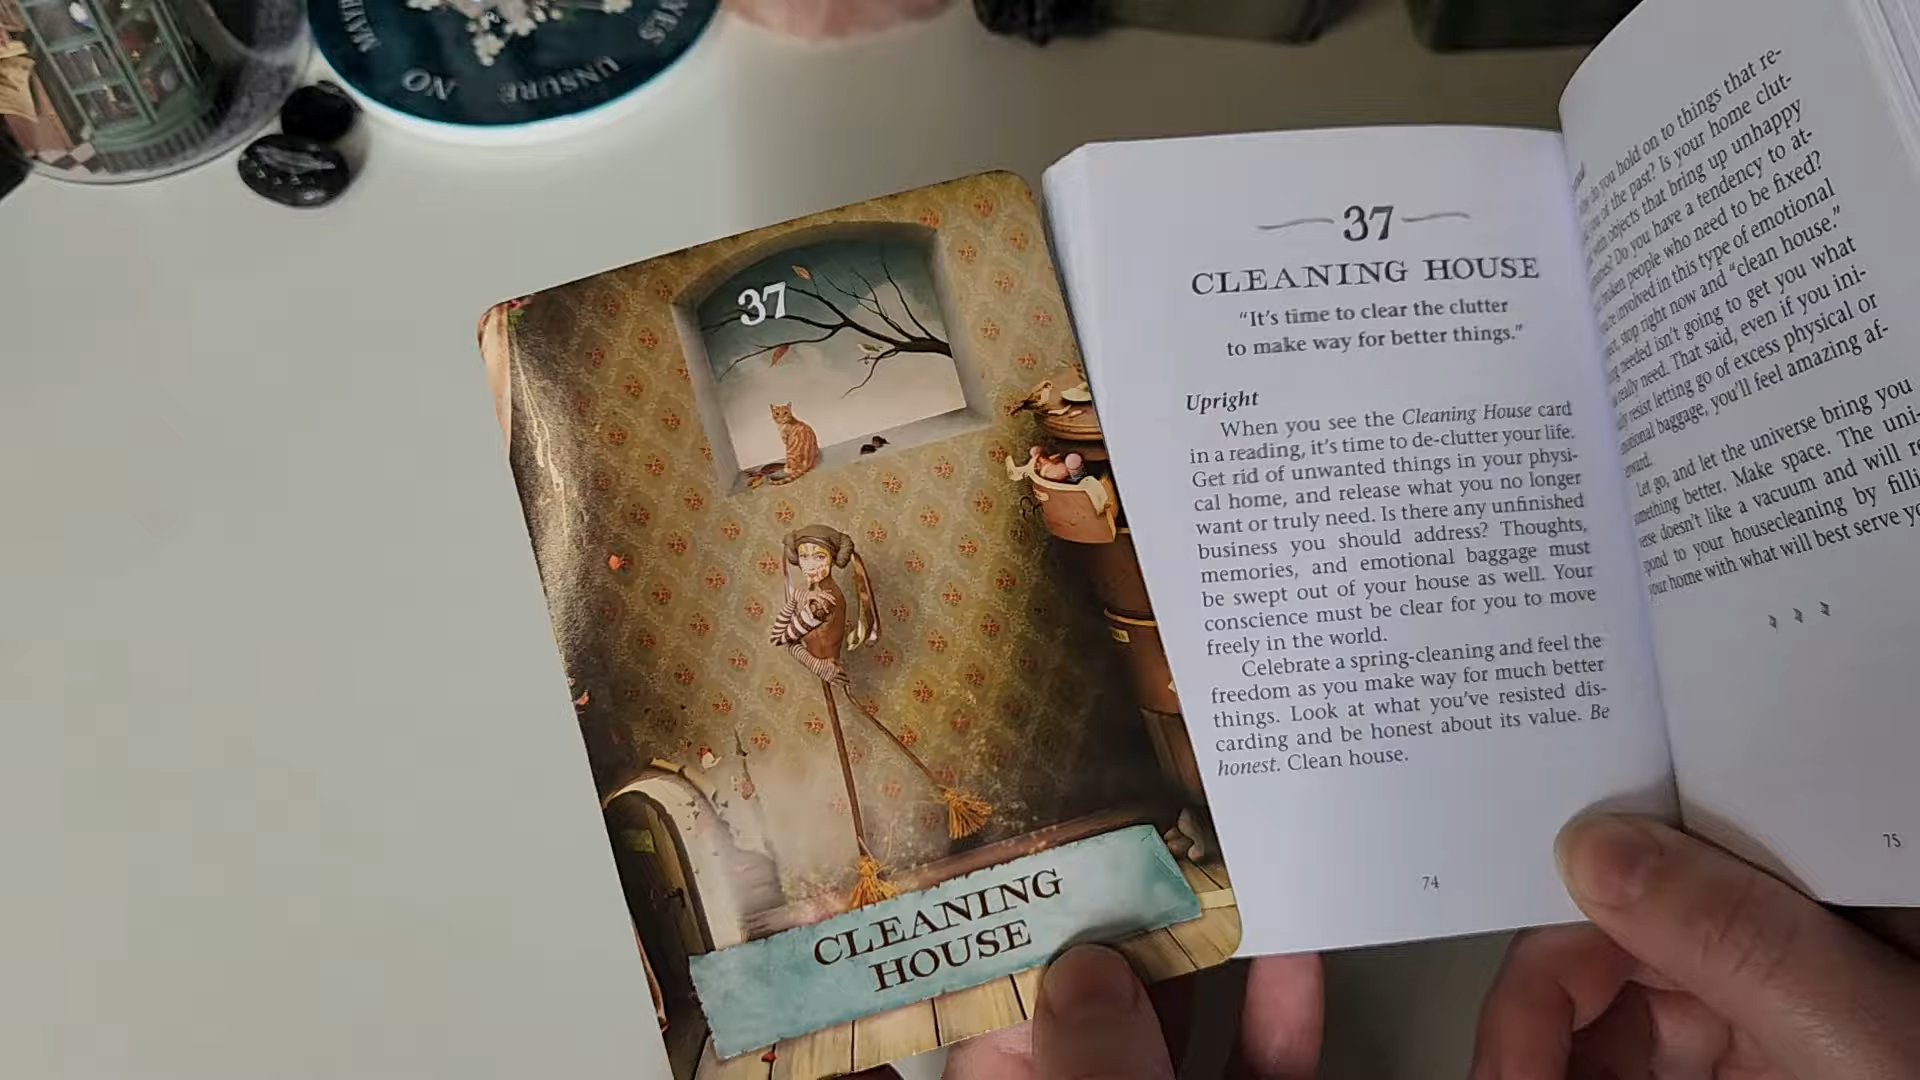 MAYB
NO
UNSURE
YES
37
CLEANING
HOUSE
37
CLEANING HOUSE
“It’s time to clear the clutter
to make way for better things.”
Upright
When you see the Cleaning House card
in a reading, it’s time to de-clutter your life.
Get rid of unwanted things in your physi-
cal home, and release what you no longer
want or truly need. Is there any unfinished
business you should address? Thoughts,
memories, and emotional baggage must
be swept out of your house as well. Your
conscience must be clear for you to move
freely in the world.
Celebrate a spring-cleaning and feel the
freedom as you make way for much better
things. Look at what you’ve resisted dis-
carding and be honest about its value. Be
honest. Clean house.
74
you hold on to things that re-
of the past? Is your home clut-
with objects that bring up unhappy
Do you have a tendency to at-
people who need to be fixed?
involved in this type of emotional
stop right now and “clean house.”
needed isn’t going to get you what
really need. That said, even if you ini-
resist letting go of excess physical or
emotional baggage, you’ll feel amazing af-
Let go, and let the universe bring you
something better. Make space. The uni-
verse doesn’t like a vacuum and will
to your housecleaning by
your home with what will best serve
75